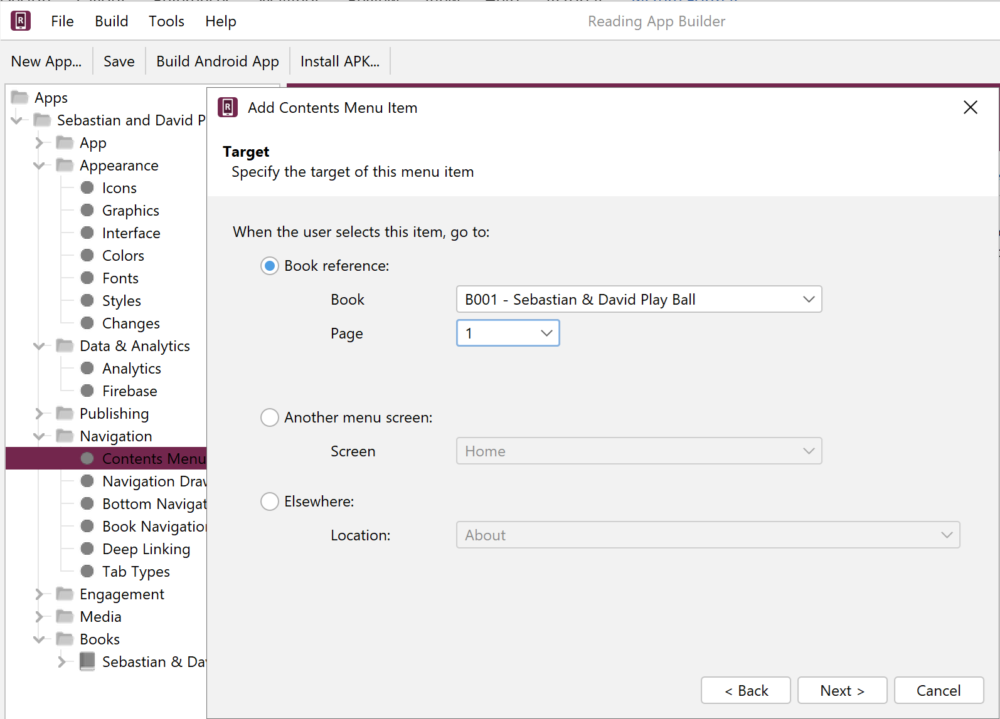 File Build Tools Help Reading App Builder
New App... Save Build Android App Install APK...
Apps
Sebastian and David P
App
Appearance
Icons
Graphics
Interface
Colors
Fonts
Styles
Changes
Data & Analytics
Analytics
Firebase
Publishing
Navigation
Contents Menu
Navigation Draw
Bottom Navigat
Book Navigation
Deep Linking
Tab Types
Engagement
Media
Books
Sebastian & Dav
R Add Contents Menu Item
Target
Specify the target of this menu item
When the user selects this item, go to:
Book reference:
Book B001 - Sebastian & David Play Ball
Page 1
Another menu screen:
Screen Home
Elsewhere:
Location: About
< Back Next > Cancel